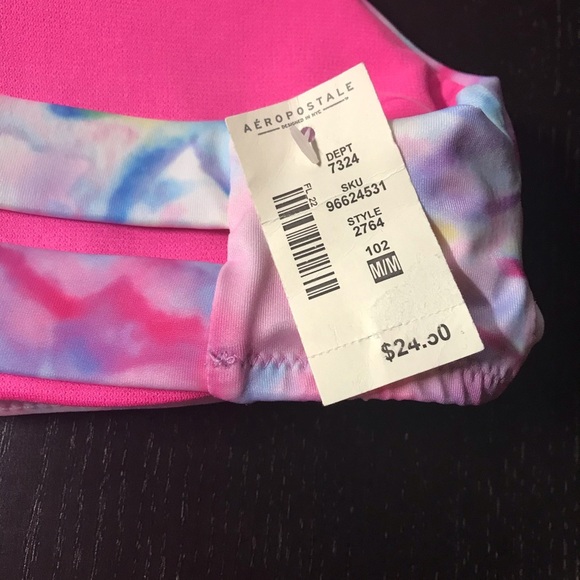 AÉROPOSTALE
DESIGNED IN NYC
DEPT
7324
SKU
96624531
STYLE
2764
102
M/M
FL 22
$24.50